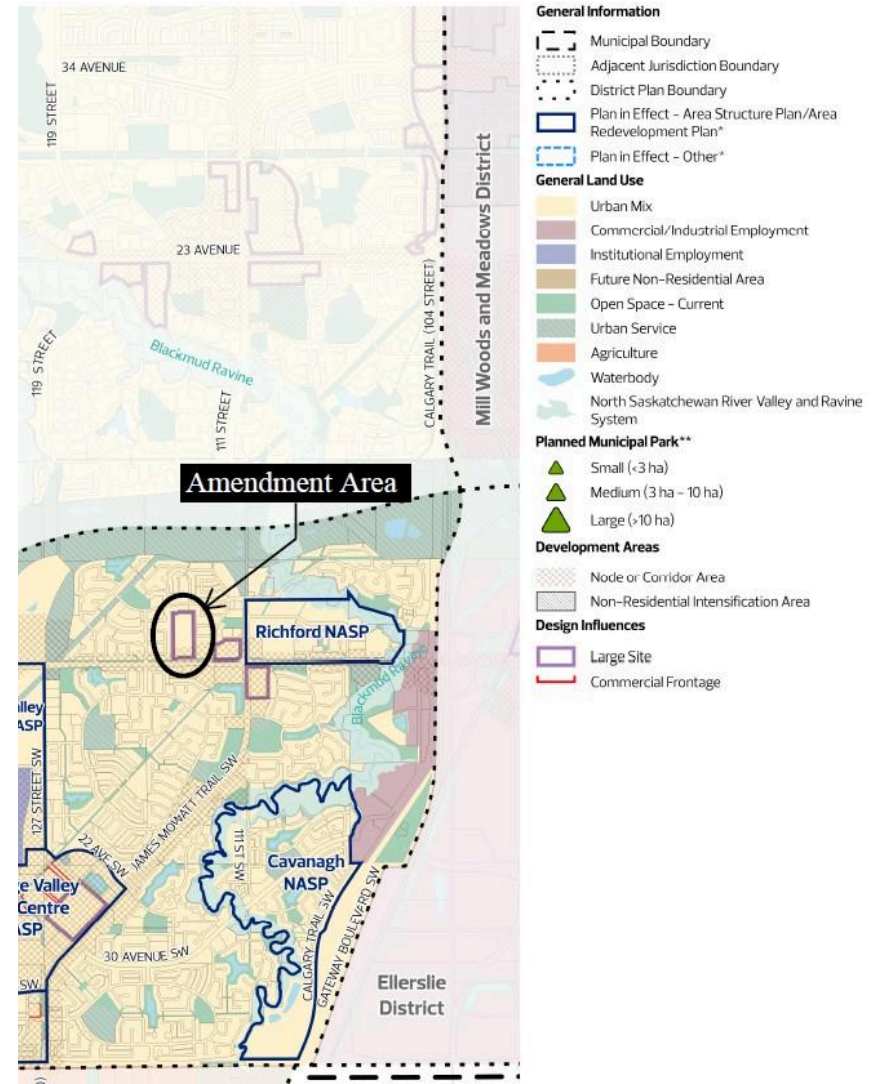 34 AVENUE
119 STREET
23 AVENUE
CALGARY TRAIL (104 STREET)
Mill Woods and Meadows District
119 STREET
Blackmud Ravine
111 STREET
Amendment Area
Richford NASP
Blackmud Ravine
alley
ASP
127 STREET SW
JAMES MOWATT TRAIL SW
22 AVE SW
111 ST SW
Cavanagh
NASP
ge Valley
Centre
ASP
CALGARY TRAIL SW
GATEWAY BOULEVARD SW
30 AVENUE SW
SW
Ellerslie
District
General Information
Municipal Boundary
Adjacent Jurisdiction Boundary
District Plan Boundary
Plan in Effect - Area Structure Plan/Area
Redevelopment Plan*
Plan in Effect - Other*
General Land Use
Urban Mix
Commercial/Industrial Employment
Institutional Employment
Future Non-Residential Area
Open Space - Current
Urban Service
Agriculture
Waterbody
North Saskatchewan River Valley and Ravine
System
Planned Municipal Park**
Small (<3 ha)
Medium (3 ha - 10 ha)
Large (>10 ha)
Development Areas
Node or Corridor Area
Non-Residential Intensification Area
Design Influences
Large Site
Commercial Frontage